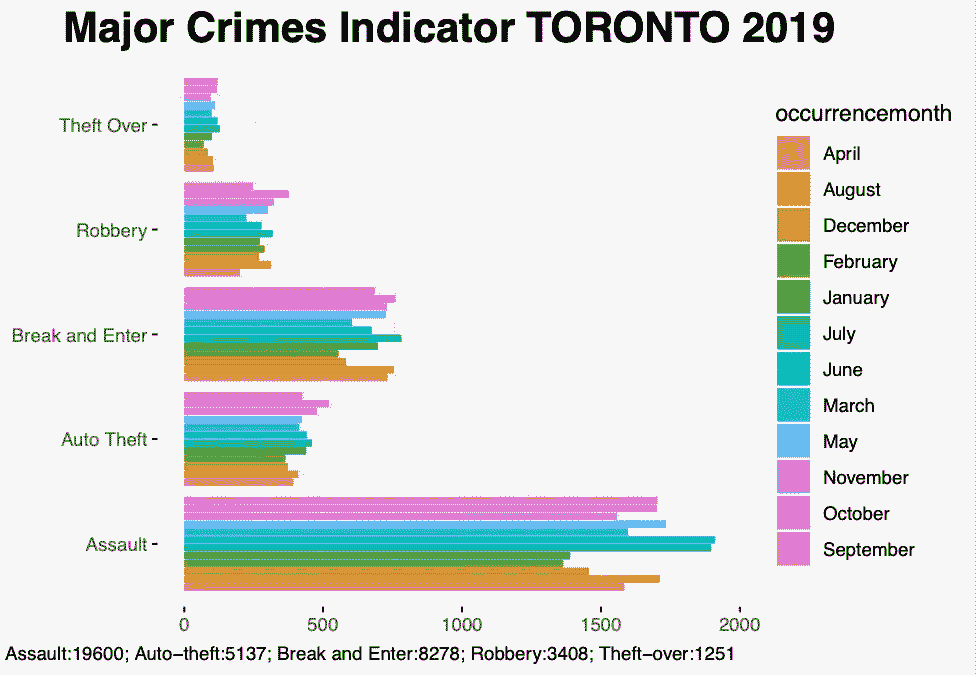 Major Crimes Indicator TORONTO 2019
occurrencemonth
Theft Over
Robbery
Break and Enter
Auto Theft
Assault
April
August
December
February
January
July
June
March
May
November
October
September
0 500 1000 1500 2000
Assault:19600; Auto−theft:5137; Break and Enter:8278; Robbery:3408; Theft−over:1251